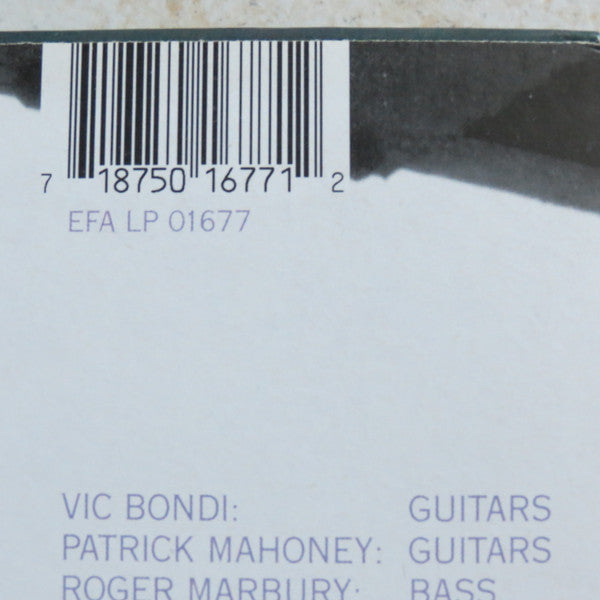 7 18750 16771 2
EFA LP 01677
VIC BONDI: GUITARS
PATRICK MAHONEY: GUITARS
ROGER MARBURY: BASS